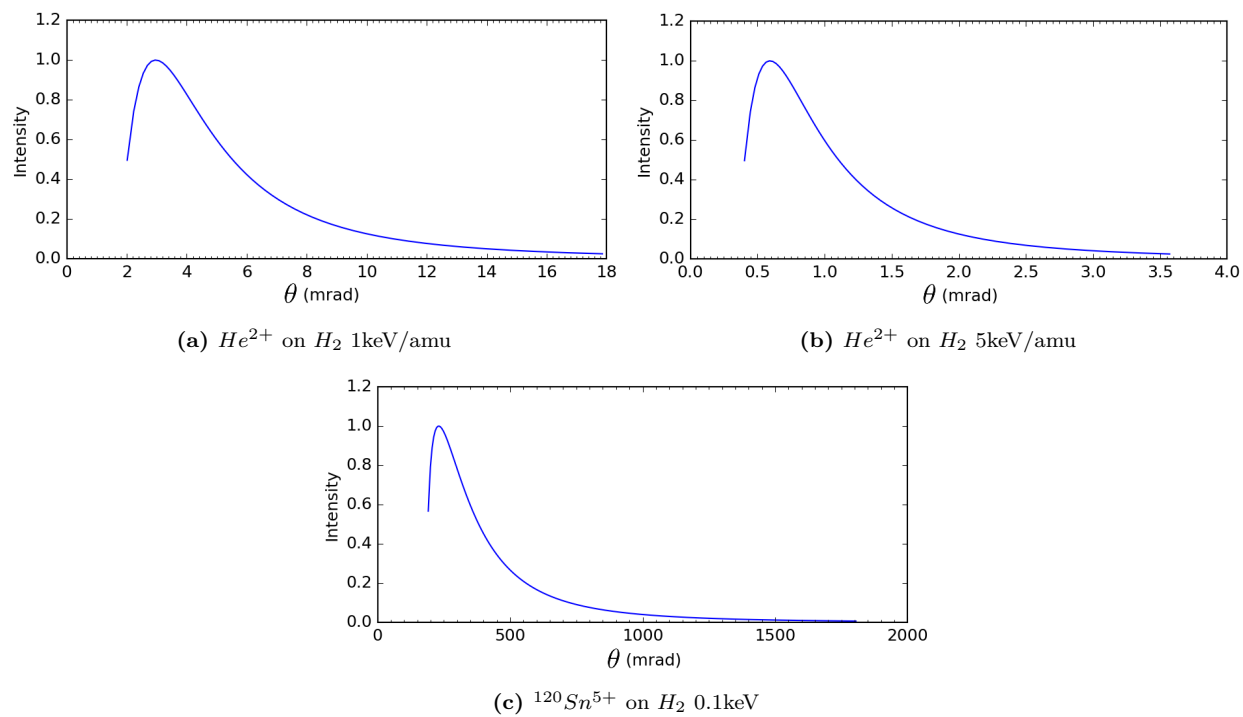 1.2
1.0
0.8
0.6
0.4
0.2
0.0
Intensity
0 2 4 6 8 10 12 14 16 18
θ (mrad)
(a) He²⁺ on H₂ 1keV/amu
1.2
1.0
0.8
0.6
0.4
0.2
0.0
Intensity
0.0 0.5 1.0 1.5 2.0 2.5 3.0 3.5 4.0
θ (mrad)
(b) He²⁺ on H₂ 5keV/amu
1.2
1.0
0.8
0.6
0.4
0.2
0.0
Intensity
0 500 1000 1500 2000
θ (mrad)
(c) ¹²⁰Sn⁵⁺ on H₂ 0.1keV